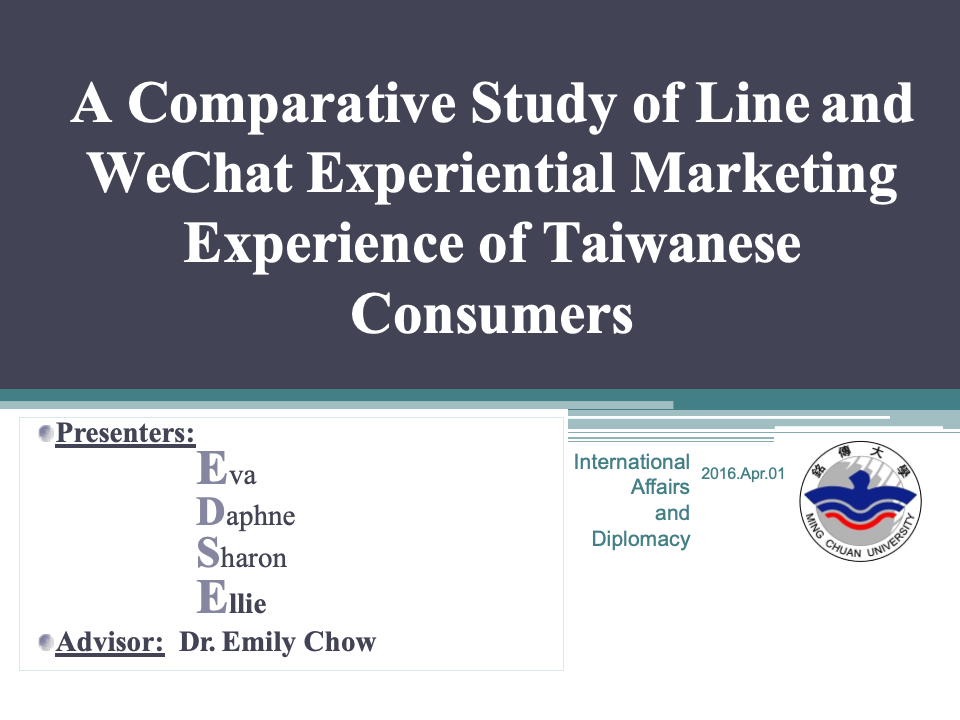 A Comparative Study of Line and
WeChat Experiential Marketing
Experience of Taiwanese
Consumers
Presenters:
Eva
Daphne
Sharon
Ellie
Advisor: Dr. Emily Chow
International
Affairs
and
Diplomacy
2016.Apr.01
銘傳大學
MING CHUAN UNIVERSITY